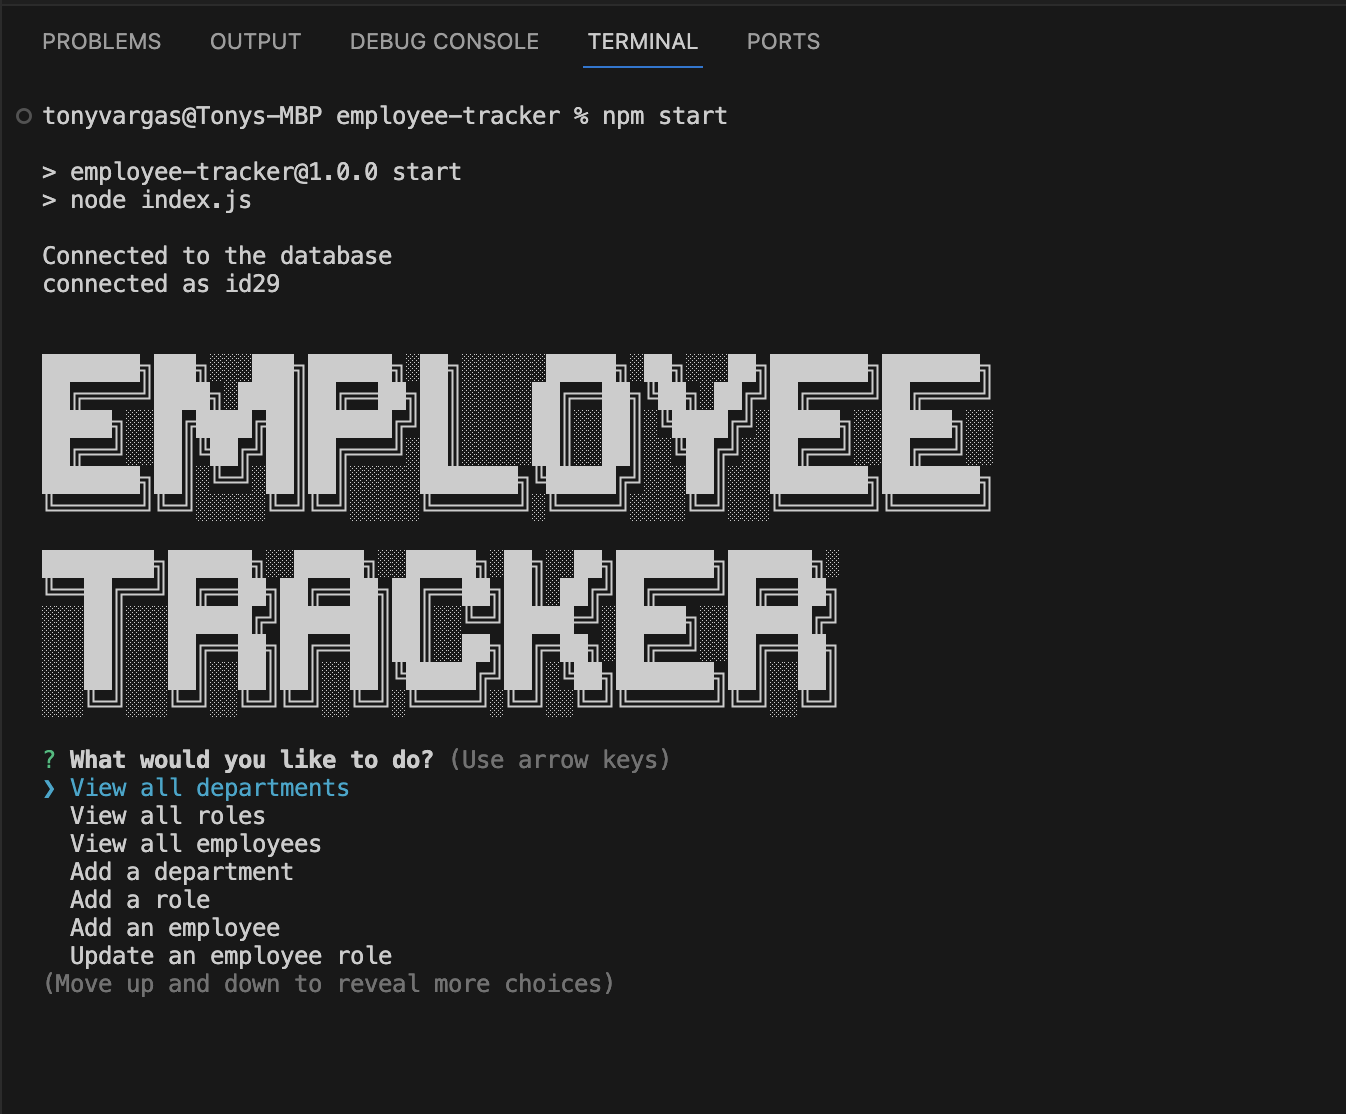 PROBLEMS OUTPUT DEBUG CONSOLE TERMINAL PORTS
tonyvargas@Tonys-MBP employee-tracker % npm start
> employee-tracker@1.0.0 start
> node index.js
Connected to the database
connected as id29
EMPLOYEE
TRACKER
? What would you like to do? (Use arrow keys)
❯ View all departments
View all roles
View all employees
Add a department
Add a role
Add an employee
Update an employee role
(Move up and down to reveal more choices)